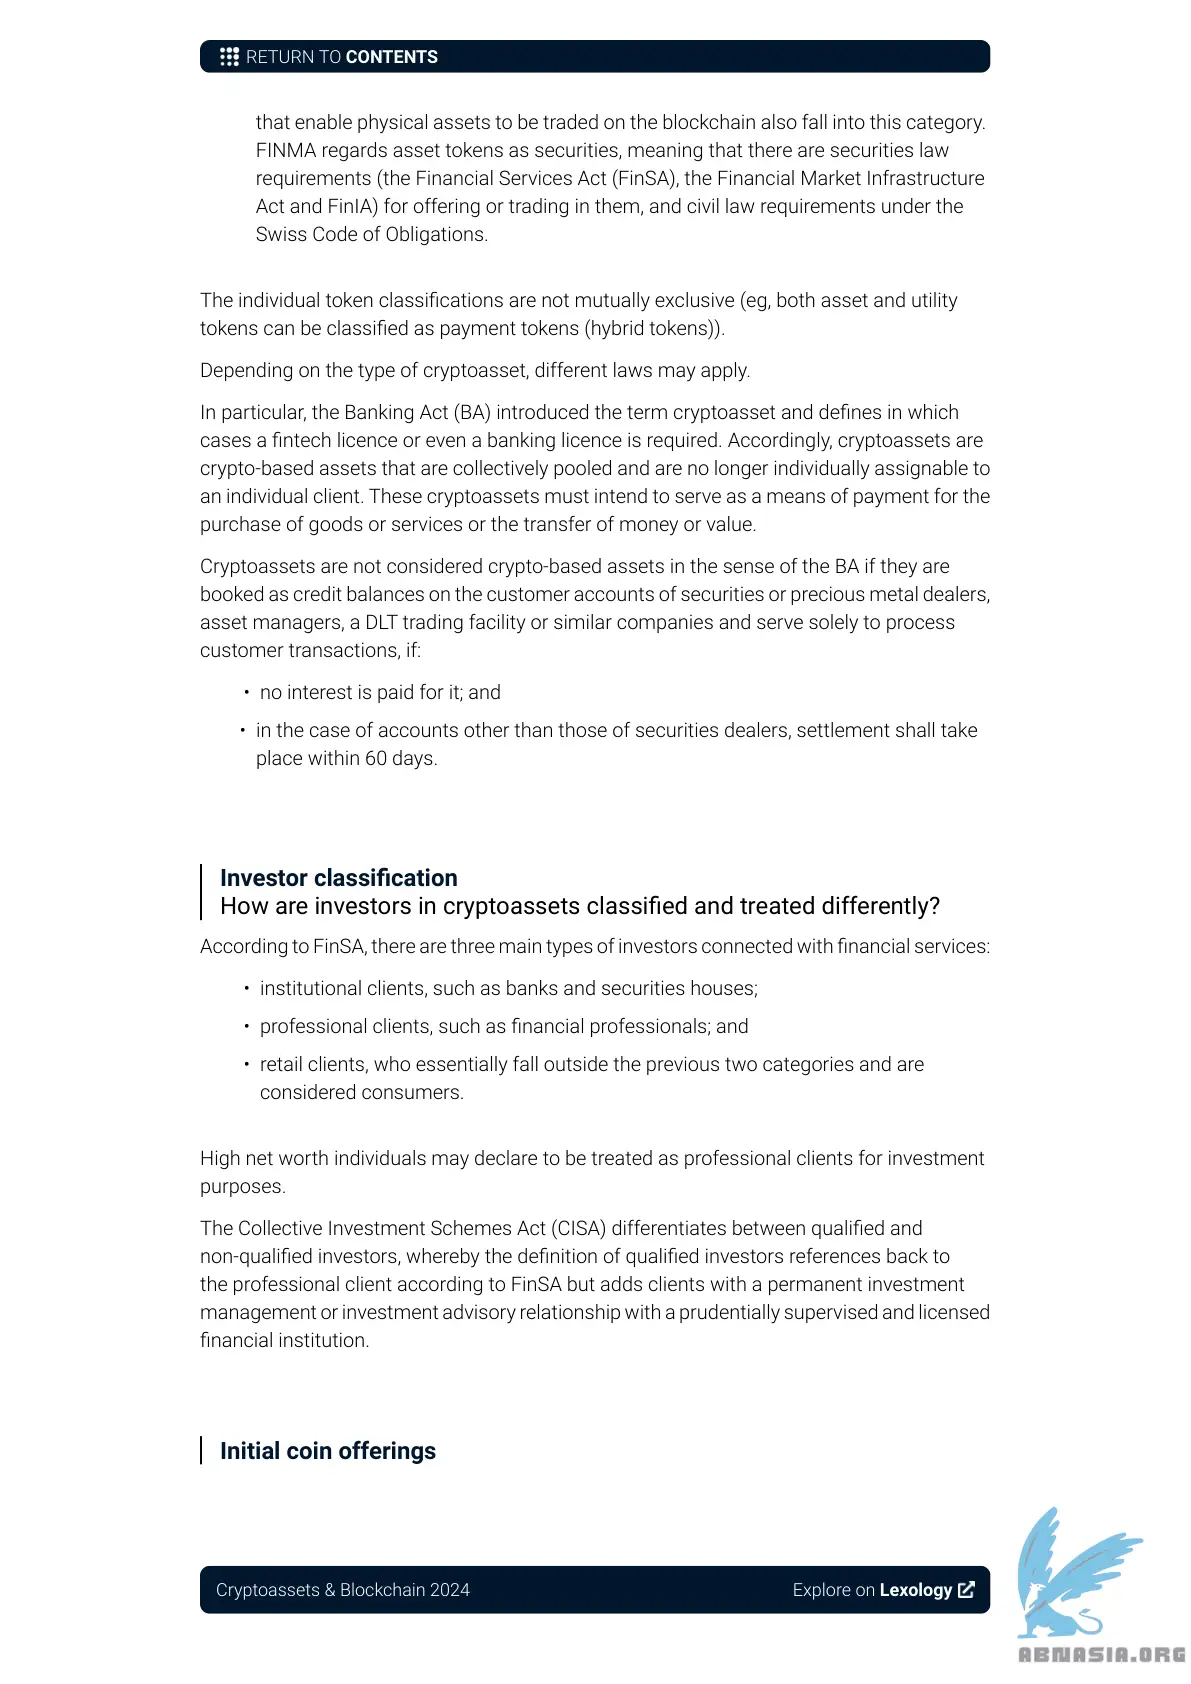 RETURN TO CONTENTS
that enable physical assets to be traded on the blockchain also fall into this category.
FINMA regards asset tokens as securities, meaning that there are securities law
requirements (the Financial Services Act (FinSA), the Financial Market Infrastructure
Act and FinIA) for offering or trading in them, and civil law requirements under the
Swiss Code of Obligations.
The individual token classifications are not mutually exclusive (eg, both asset and utility
tokens can be classified as payment tokens (hybrid tokens)).
Depending on the type of cryptoasset, different laws may apply.
In particular, the Banking Act (BA) introduced the term cryptoasset and defines in which
cases a fintech licence or even a banking licence is required. Accordingly, cryptoassets are
crypto-based assets that are collectively pooled and are no longer individually assignable to
an individual client. These cryptoassets must intend to serve as a means of payment for the
purchase of goods or services or the transfer of money or value.
Cryptoassets are not considered crypto-based assets in the sense of the BA if they are
booked as credit balances on the customer accounts of securities or precious metal dealers,
asset managers, a DLT trading facility or similar companies and serve solely to process
customer transactions, if:
• no interest is paid for it; and
• in the case of accounts other than those of securities dealers, settlement shall take
place within 60 days.
Investor classification
How are investors in cryptoassets classified and treated differently?
According to FinSA, there are three main types of investors connected with financial services:
• institutional clients, such as banks and securities houses;
• professional clients, such as financial professionals; and
• retail clients, who essentially fall outside the previous two categories and are
considered consumers.
High net worth individuals may declare to be treated as professional clients for investment
purposes.
The Collective Investment Schemes Act (CISA) differentiates between qualified and
non-qualified investors, whereby the definition of qualified investors references back to
the professional client according to FinSA but adds clients with a permanent investment
management or investment advisory relationship with a prudentially supervised and licensed
financial institution.
Initial coin offerings
Cryptoassets & Blockchain 2024
Explore on Lexology
ABNASIA.ORG